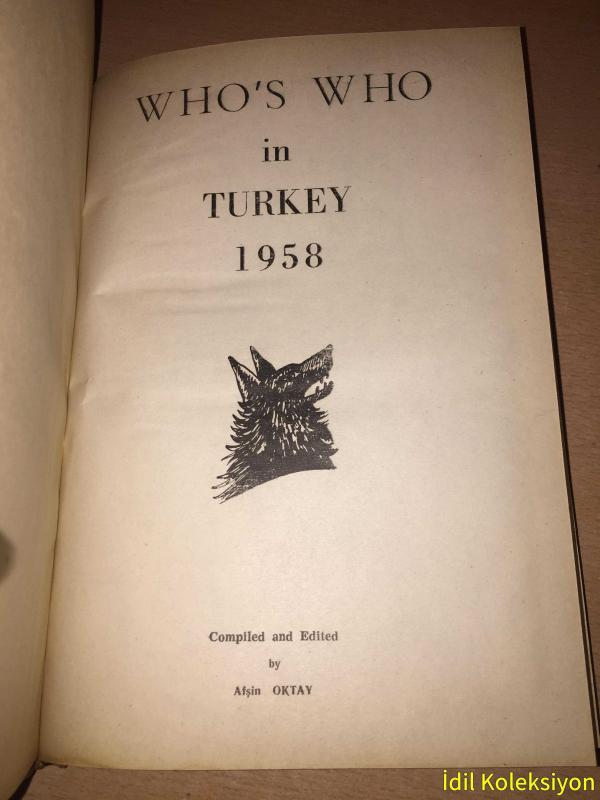 WHO'S WHO
in
TURKEY
1958
Compiled and Edited
by
Afşin OKTAY
İdil Koleksiyon